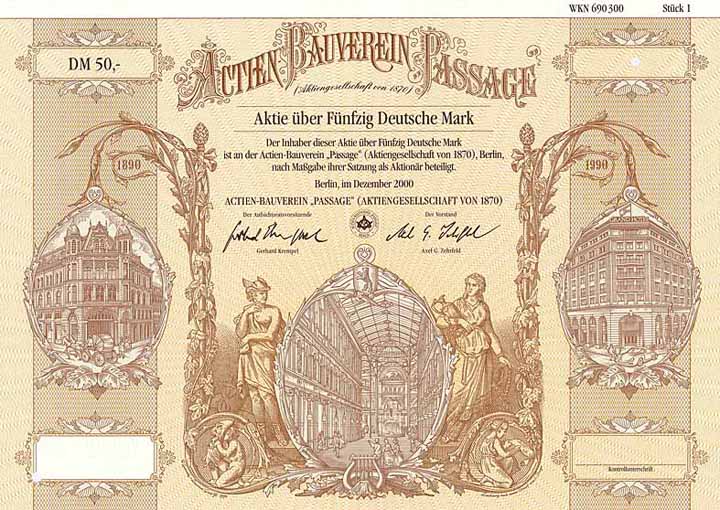 WKN 690 300 Stück 1
DM 50,-
ACTIEN BAUVEREIN PASSAGE
(Aktiengesellschaft von 1870)
Aktie über Fünfzig Deutsche Mark
Der Inhaber dieser Aktie über Fünfzig Deutsche Mark
ist an der Actien-Bauverein „Passage" (Aktiengesellschaft von 1870), Berlin,
nach Maßgabe ihrer Satzung als Aktionär beteiligt.
Berlin, im Dezember 2000
ACTIEN-BAUVEREIN „PASSAGE" (AKTIENGESELLSCHAFT VON 1870)
Der Aufsichtsratsvorsitzende Der Vorstand
Gerhard Krempel Axel G. Zehrfeld
1890
1990
Kontrollunterschrift